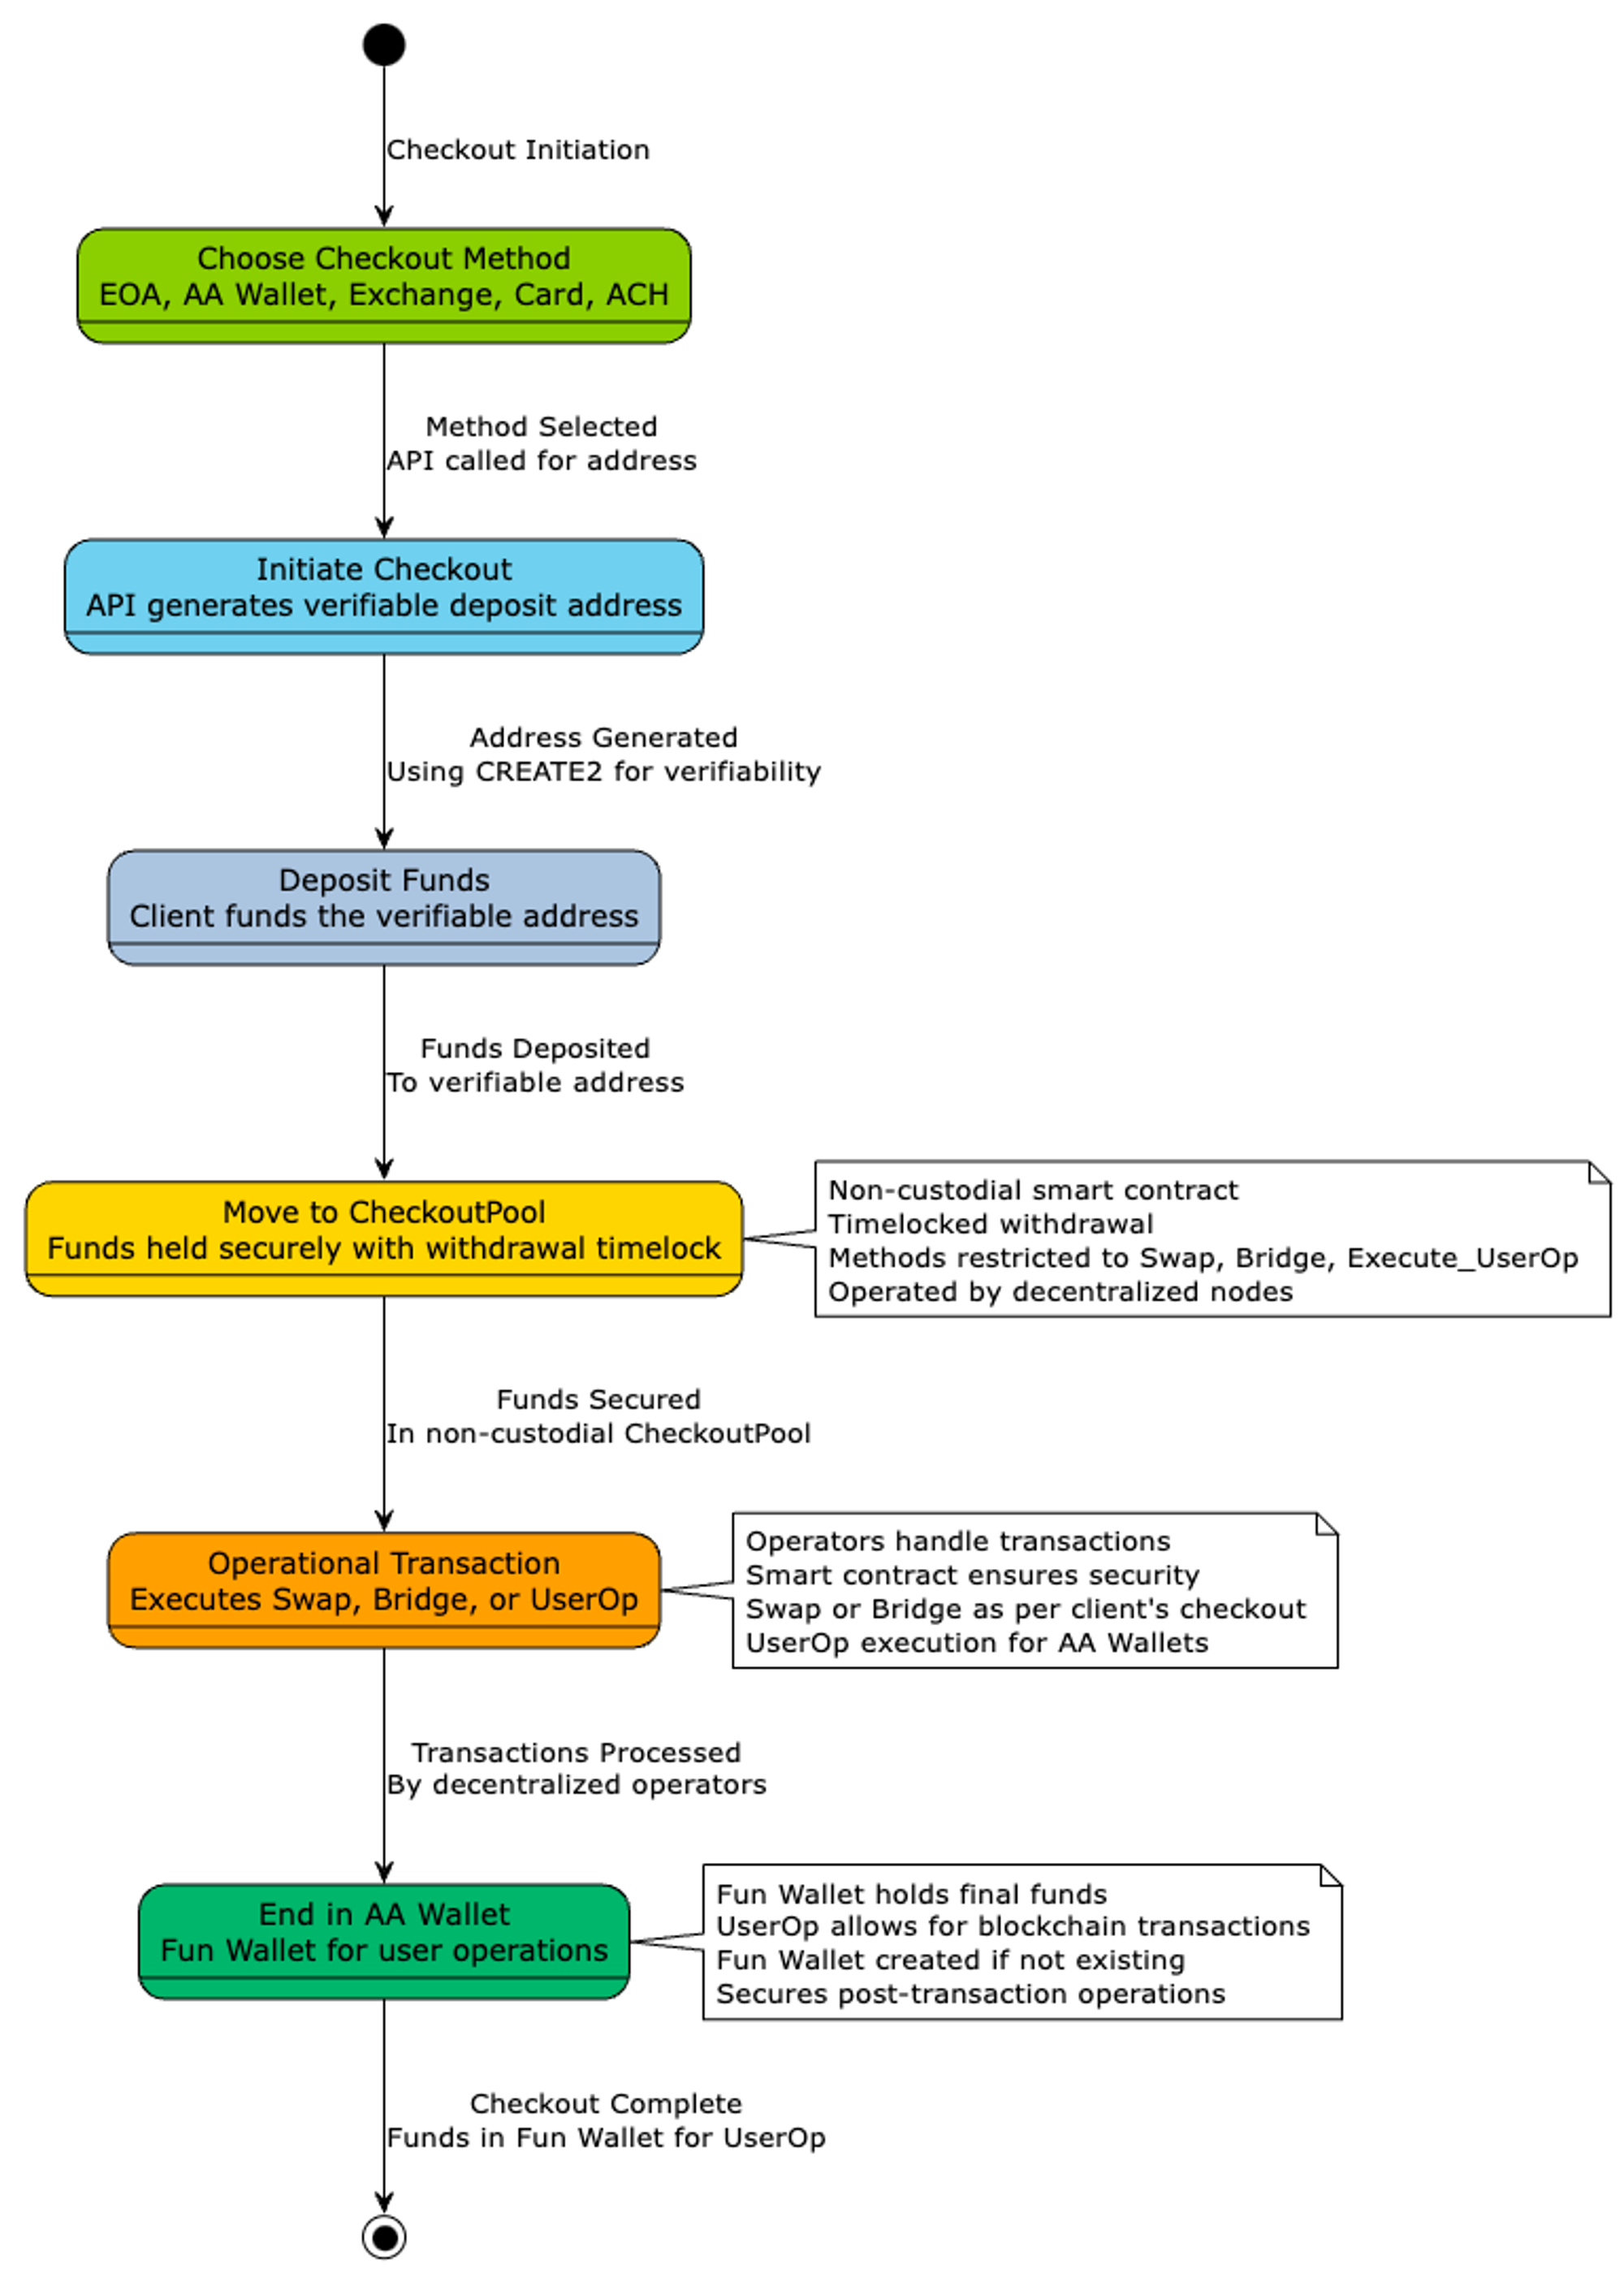 Checkout Initiation
Choose Checkout Method
EOA, AA Wallet, Exchange, Card, ACH
Method Selected
API called for address
Initiate Checkout
API generates verifiable deposit address
Address Generated
Using CREATE2 for verifiability
Deposit Funds
Client funds the verifiable address
Funds Deposited
To verifiable address
Move to CheckoutPool
Funds held securely with withdrawal timelock
Non-custodial smart contract
Timelocked withdrawal
Methods restricted to Swap, Bridge, Execute_UserOp
Operated by decentralized nodes
Funds Secured
In non-custodial CheckoutPool
Operational Transaction
Executes Swap, Bridge, or UserOp
Operators handle transactions
Smart contract ensures security
Swap or Bridge as per client's checkout
UserOp execution for AA Wallets
Transactions Processed
By decentralized operators
End in AA Wallet
Fun Wallet for user operations
Fun Wallet holds final funds
UserOp allows for blockchain transactions
Fun Wallet created if not existing
Secures post-transaction operations
Checkout Complete
Funds in Fun Wallet for UserOp